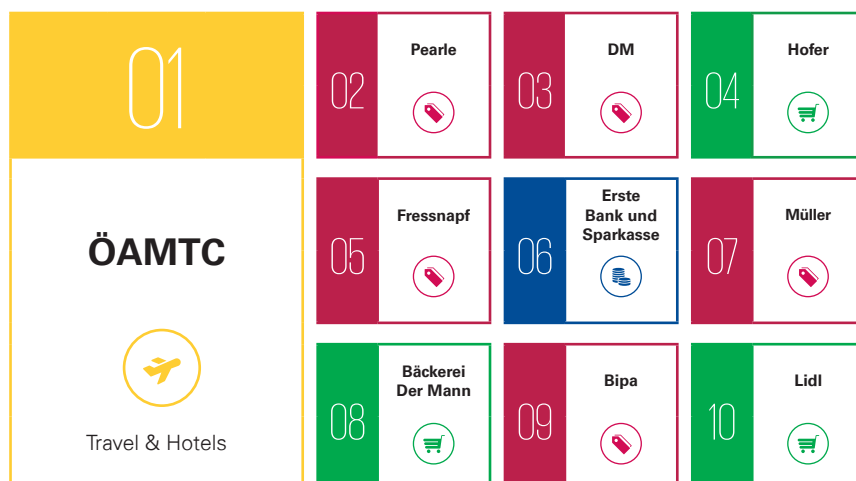 01
ÖAMTC
Travel & Hotels
02
Pearle
03
DM
04
Hofer
05
Fressnapf
06
Erste
Bank und
Sparkasse
07
Müller
08
Bäckerei
Der Mann
09
Bipa
10
Lidl